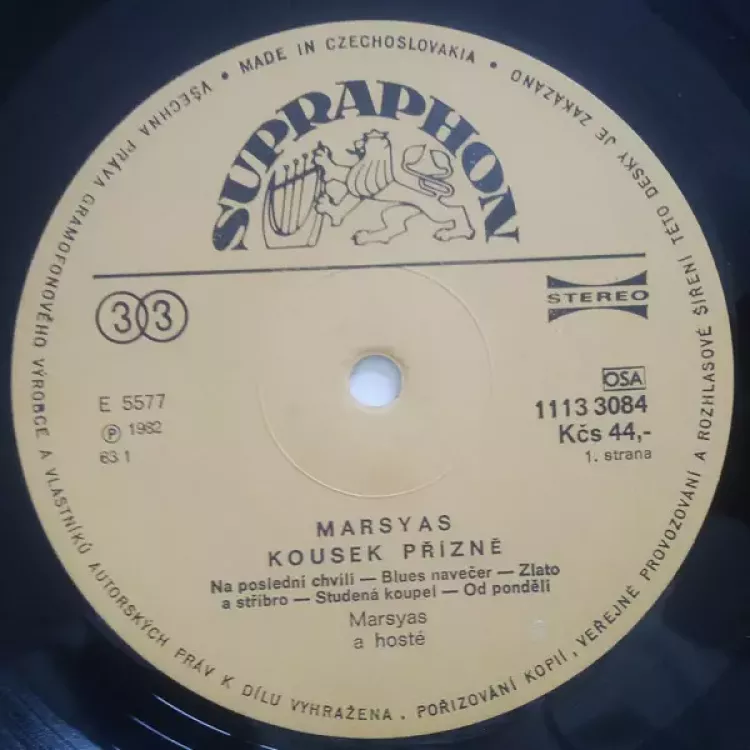 VŠECHNA PRÁVA GRAMOFONOVÉHO VÝROBCE A VLASTNÍKŮ AUTORSKÝCH PRÁV K DÍLU VYHRAŽENA. POŘIZOVÁNÍ KOPIÍ, VEŘEJNÉ PROVOZOVÁNÍ A ROZHLASOVÉ ŠÍŘENÍ TÉTO DESKY JE ZAKÁZÁNO • MADE IN CZECHOSLOVAKIA •
SUPRAPHON
33
STEREO
E 5577
OSA
Ⓟ 1982
1113 3084
63 1
Kčs 44,-
1. strana
MARSYAS
KOUSEK PŘÍZNĚ
Na poslední chvíli — Blues navečer — Zlato
a stříbro — Studená koupel — Od pondělí
Marsyas
a hosté